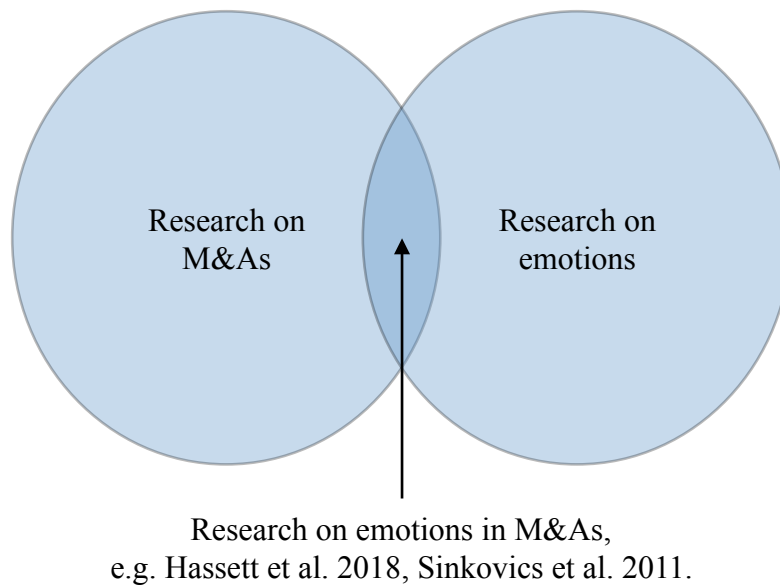 Research on
M&As
Research on
emotions
Research on emotions in M&As,
e.g. Hassett et al. 2018, Sinkovics et al. 2011.